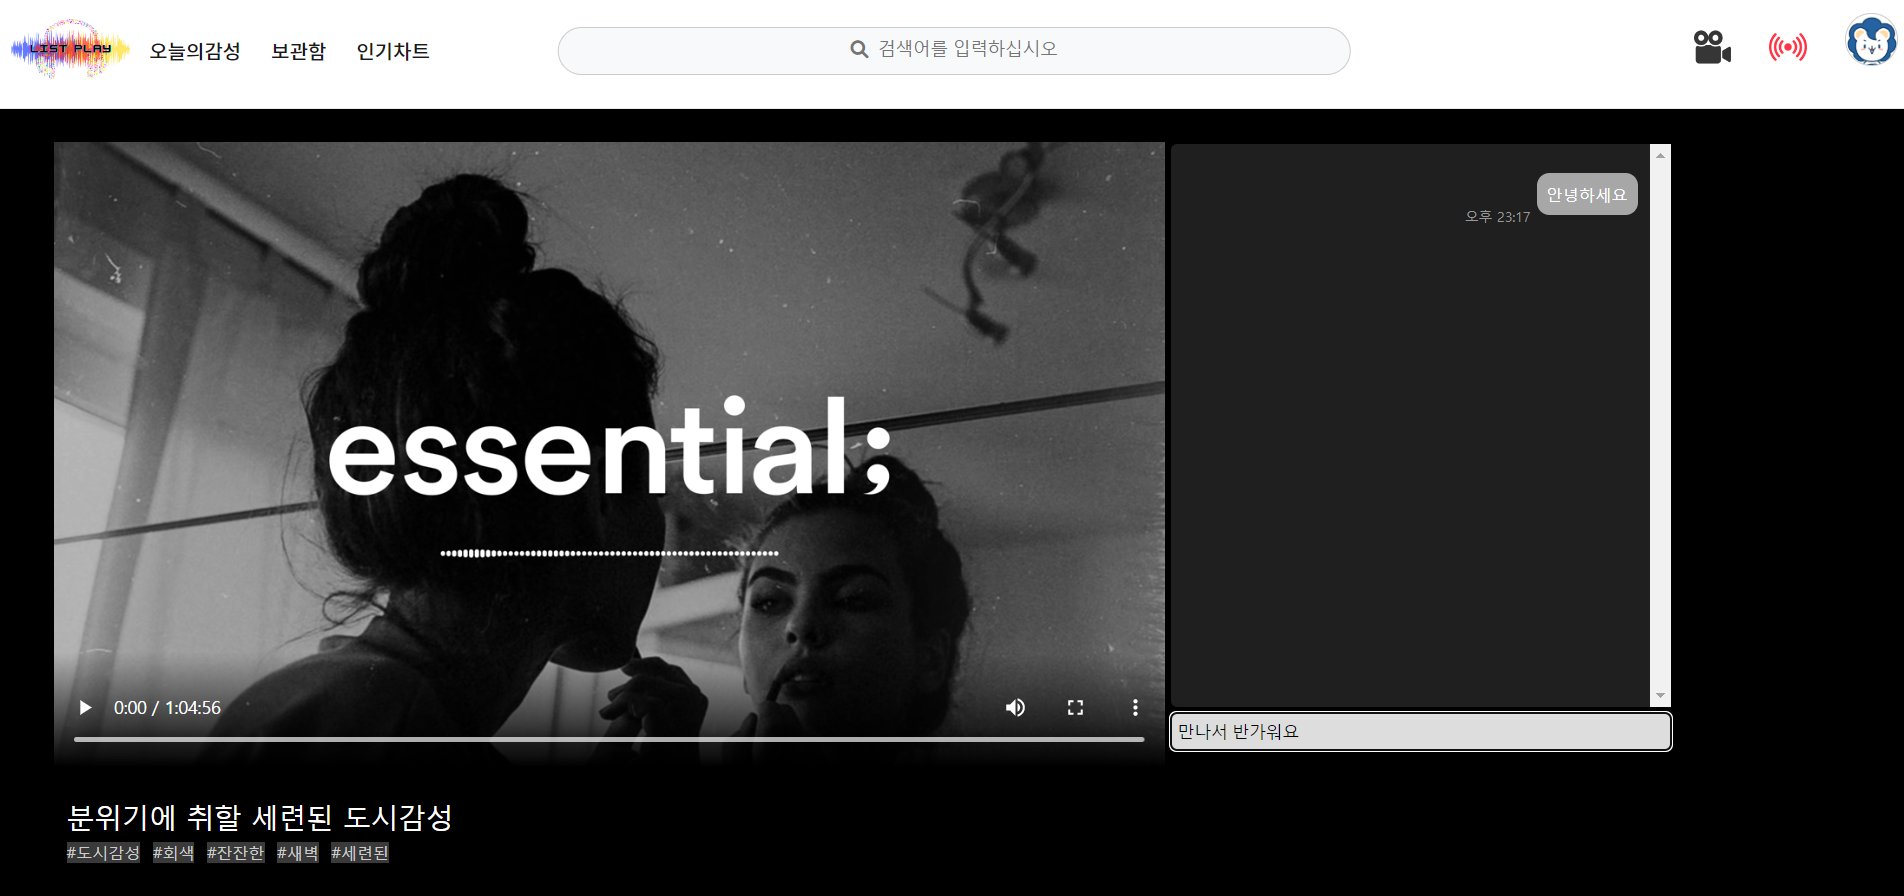 LIST PLAY
오늘의감성 보관함 인기차트
검색어를 입력하십시오
essential;
0:00 / 1:04:56
안녕하세요
오후 23:17
만나서 반가워요
분위기에 취할 세련된 도시감성
#도시감성 #회색 #잔잔한 #새벽 #세련된